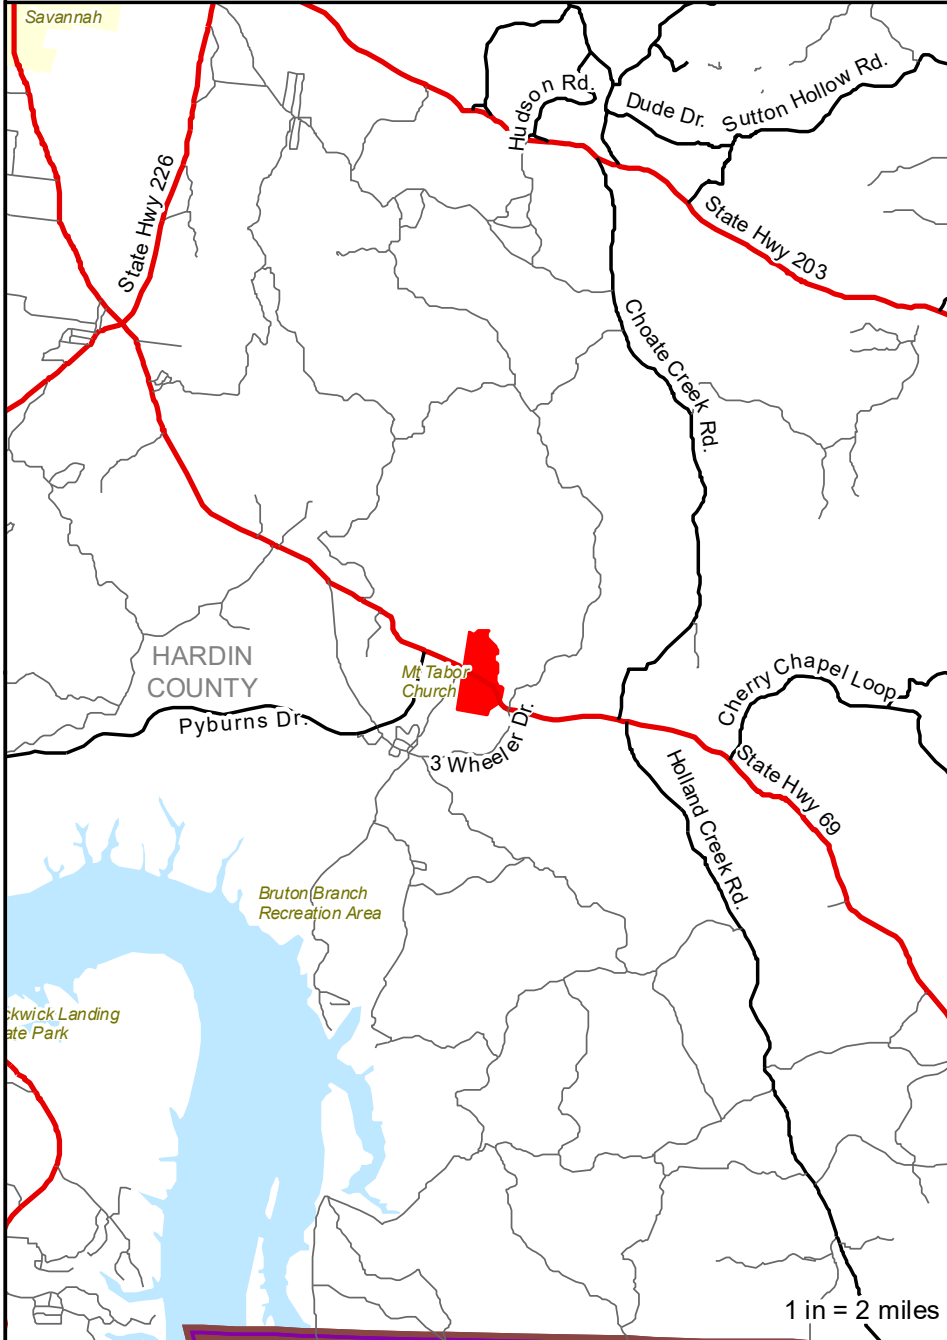 Savannah
Hudson Rd.
Dude Dr.
Sutton Hollow Rd.
State Hwy 226
State Hwy 203
Choate Creek Rd.
HARDIN
COUNTY
Mt Tabor
Church
Cherry Chapel Loop
Pyburns Dr.
3 Wheeler Dr.
State Hwy 69
Holland Creek Rd.
Bruton Branch
Recreation Area
ckwick Landing
ate Park
1 in = 2 miles